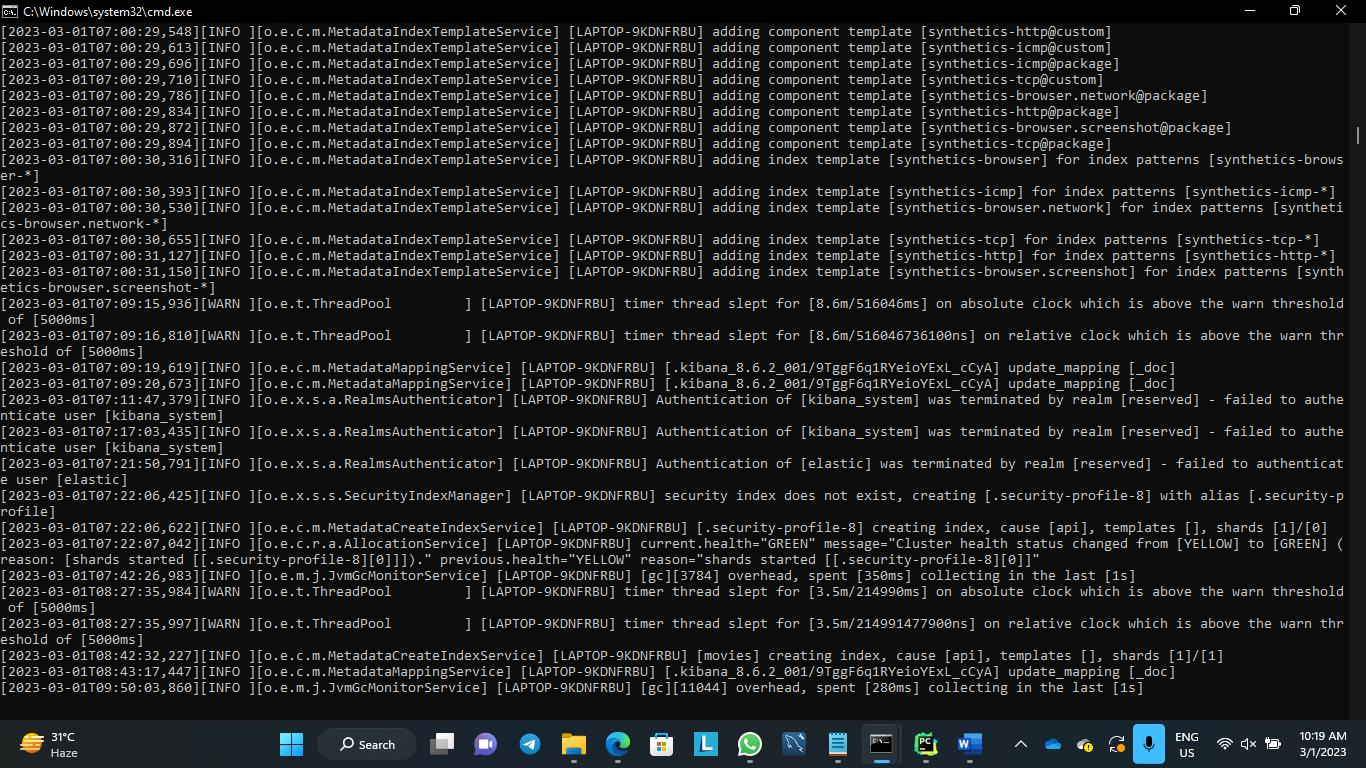 C:\Windows\system32\cmd.exe
[2023-03-01T07:00:29,548][INFO ][o.e.c.m.MetadataIndexTemplateService] [LAPTOP-9KDNFRBU] adding component template [synthetics-http@custom]
[2023-03-01T07:00:29,613][INFO ][o.e.c.m.MetadataIndexTemplateService] [LAPTOP-9KDNFRBU] adding component template [synthetics-icmp@custom]
[2023-03-01T07:00:29,696][INFO ][o.e.c.m.MetadataIndexTemplateService] [LAPTOP-9KDNFRBU] adding component template [synthetics-icmp@package]
[2023-03-01T07:00:29,710][INFO ][o.e.c.m.MetadataIndexTemplateService] [LAPTOP-9KDNFRBU] adding component template [synthetics-tcp@custom]
[2023-03-01T07:00:29,786][INFO ][o.e.c.m.MetadataIndexTemplateService] [LAPTOP-9KDNFRBU] adding component template [synthetics-browser.network@package]
[2023-03-01T07:00:29,834][INFO ][o.e.c.m.MetadataIndexTemplateService] [LAPTOP-9KDNFRBU] adding component template [synthetics-http@package]
[2023-03-01T07:00:29,872][INFO ][o.e.c.m.MetadataIndexTemplateService] [LAPTOP-9KDNFRBU] adding component template [synthetics-browser.screenshot@package]
[2023-03-01T07:00:29,894][INFO ][o.e.c.m.MetadataIndexTemplateService] [LAPTOP-9KDNFRBU] adding component template [synthetics-tcp@package]
[2023-03-01T07:00:30,316][INFO ][o.e.c.m.MetadataIndexTemplateService] [LAPTOP-9KDNFRBU] adding index template [synthetics-browser] for index patterns [synthetics-brows
er-*]
[2023-03-01T07:00:30,393][INFO ][o.e.c.m.MetadataIndexTemplateService] [LAPTOP-9KDNFRBU] adding index template [synthetics-icmp] for index patterns [synthetics-icmp-*]
[2023-03-01T07:00:30,530][INFO ][o.e.c.m.MetadataIndexTemplateService] [LAPTOP-9KDNFRBU] adding index template [synthetics-browser.network] for index patterns [syntheti
cs-browser.network-*]
[2023-03-01T07:00:30,655][INFO ][o.e.c.m.MetadataIndexTemplateService] [LAPTOP-9KDNFRBU] adding index template [synthetics-tcp] for index patterns [synthetics-tcp-*]
[2023-03-01T07:00:31,127][INFO ][o.e.c.m.MetadataIndexTemplateService] [LAPTOP-9KDNFRBU] adding index template [synthetics-http] for index patterns [synthetics-http-*]
[2023-03-01T07:00:31,150][INFO ][o.e.c.m.MetadataIndexTemplateService] [LAPTOP-9KDNFRBU] adding index template [synthetics-browser.screenshot] for index patterns [synth
etics-browser.screenshot-*]
[2023-03-01T07:09:15,936][WARN ][o.e.t.ThreadPool         ] [LAPTOP-9KDNFRBU] timer thread slept for [8.6m/516046ms] on absolute clock which is above the warn threshold
 of [5000ms]
[2023-03-01T07:09:16,810][WARN ][o.e.t.ThreadPool         ] [LAPTOP-9KDNFRBU] timer thread slept for [8.6m/516046736100ns] on relative clock which is above the warn thr
eshold of [5000ms]
[2023-03-01T07:09:19,619][INFO ][o.e.c.m.MetadataMappingService] [LAPTOP-9KDNFRBU] [.kibana_8.6.2_001/9TggF6q1RYeioYExL_cCyA] update_mapping [_doc]
[2023-03-01T07:09:20,673][INFO ][o.e.c.m.MetadataMappingService] [LAPTOP-9KDNFRBU] [.kibana_8.6.2_001/9TggF6q1RYeioYExL_cCyA] update_mapping [_doc]
[2023-03-01T07:11:47,379][INFO ][o.e.x.s.a.RealmsAuthenticator] [LAPTOP-9KDNFRBU] Authentication of [kibana_system] was terminated by realm [reserved] - failed to authe
nticate user [kibana_system]
[2023-03-01T07:17:03,435][INFO ][o.e.x.s.a.RealmsAuthenticator] [LAPTOP-9KDNFRBU] Authentication of [kibana_system] was terminated by realm [reserved] - failed to authe
nticate user [kibana_system]
[2023-03-01T07:21:50,791][INFO ][o.e.x.s.a.RealmsAuthenticator] [LAPTOP-9KDNFRBU] Authentication of [elastic] was terminated by realm [reserved] - failed to authenticat
e user [elastic]
[2023-03-01T07:22:06,425][INFO ][o.e.x.s.s.SecurityIndexManager] [LAPTOP-9KDNFRBU] security index does not exist, creating [.security-profile-8] with alias [.security-p
rofile]
[2023-03-01T07:22:06,622][INFO ][o.e.c.m.MetadataCreateIndexService] [LAPTOP-9KDNFRBU] [.security-profile-8] creating index, cause [api], templates [], shards [1]/[0]
[2023-03-01T07:22:07,042][INFO ][o.e.c.r.a.AllocationService] [LAPTOP-9KDNFRBU] current.health="GREEN" message="Cluster health status changed from [YELLOW] to [GREEN] (
reason: [shards started [[.security-profile-8][0]]])." previous.health="YELLOW" reason="shards started [[.security-profile-8][0]]"
[2023-03-01T07:42:26,983][INFO ][o.e.m.j.JvmGcMonitorService] [LAPTOP-9KDNFRBU] [gc][3784] overhead, spent [350ms] collecting in the last [1s]
[2023-03-01T08:27:35,984][WARN ][o.e.t.ThreadPool         ] [LAPTOP-9KDNFRBU] timer thread slept for [3.5m/214990ms] on absolute clock which is above the warn threshold
 of [5000ms]
[2023-03-01T08:27:35,997][WARN ][o.e.t.ThreadPool         ] [LAPTOP-9KDNFRBU] timer thread slept for [3.5m/214991477900ns] on relative clock which is above the warn thr
eshold of [5000ms]
[2023-03-01T08:42:32,227][INFO ][o.e.c.m.MetadataCreateIndexService] [LAPTOP-9KDNFRBU] [movies] creating index, cause [api], templates [], shards [1]/[1]
[2023-03-01T08:43:17,447][INFO ][o.e.c.m.MetadataMappingService] [LAPTOP-9KDNFRBU] [.kibana_8.6.2_001/9TggF6q1RYeioYExL_cCyA] update_mapping [_doc]
[2023-03-01T09:50:03,860][INFO ][o.e.m.j.JvmGcMonitorService] [LAPTOP-9KDNFRBU] [gc][11044] overhead, spent [280ms] collecting in the last [1s]
31°C
Haze
Search
L
PC
W
ENG
US
10:19 AM
3/1/2023